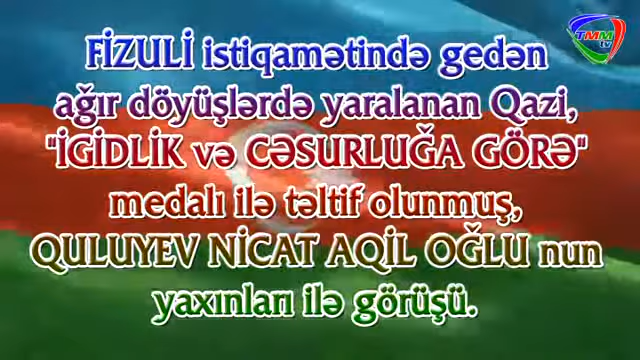 FİZULİ istiqamətində gedən
ağır döyüşlərdə yaralanan Qazi,
"İGİDLİK və CƏSURLUĞA GÖRƏ"
medalı ilə təltif olunmuş,
QULUYEV NİCAT AQİL OĞLU nun
yaxınları ilə görüşü.
TMM
tv